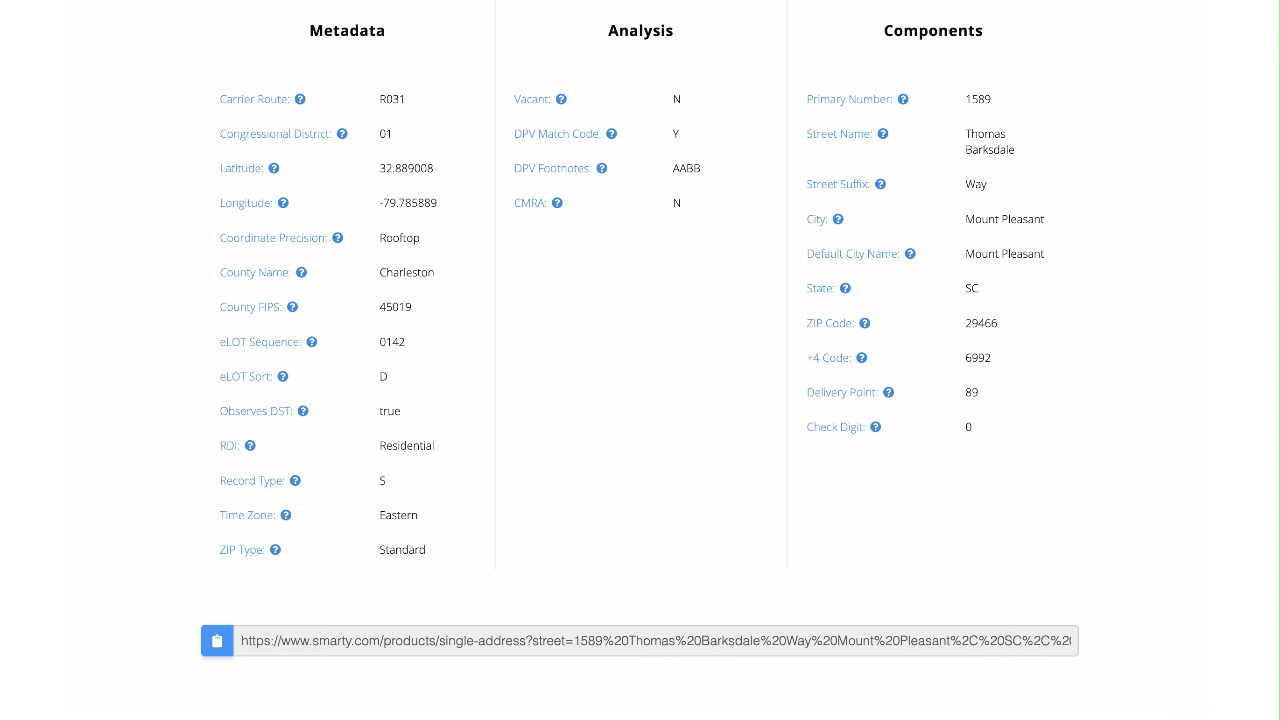 Metadata
Carrier Route: R031
Congressional District: 01
Latitude: 32.889008
Longitude: -79.785889
Coordinate Precision: Rooftop
County Name: Charleston
County FIPS: 45019
eLOT Sequence: 0142
eLOT Sort: D
Observes DST: true
RDI: Residential
Record Type: S
Time Zone: Eastern
ZIP Type: Standard
Analysis
Vacant: N
DPV Match Code: Y
DPV Footnotes: AABB
CMRA: N
Components
Primary Number: 1589
Street Name: Thomas
Barksdale
Street Suffix: Way
City: Mount Pleasant
Default City Name: Mount Pleasant
State: SC
ZIP Code: 29466
+4 Code: 6992
Delivery Point: 89
Check Digit: 0
https://www.smarty.com/products/single-address?street=1589%20Thomas%20Barksdale%20Way%20Mount%20Pleasant%2C%20SC%2C%2(